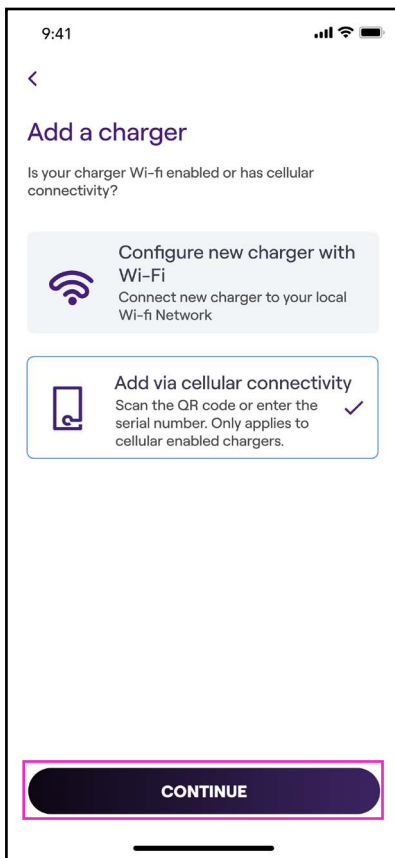 9:41
Add a charger
Is your charger Wi-fi enabled or has cellular
connectivity?
Configure new charger with
Wi-Fi
Connect new charger to your local
Wi-fi Network
Add via cellular connectivity
Scan the QR code or enter the
serial number. Only applies to
cellular enabled chargers.
CONTINUE